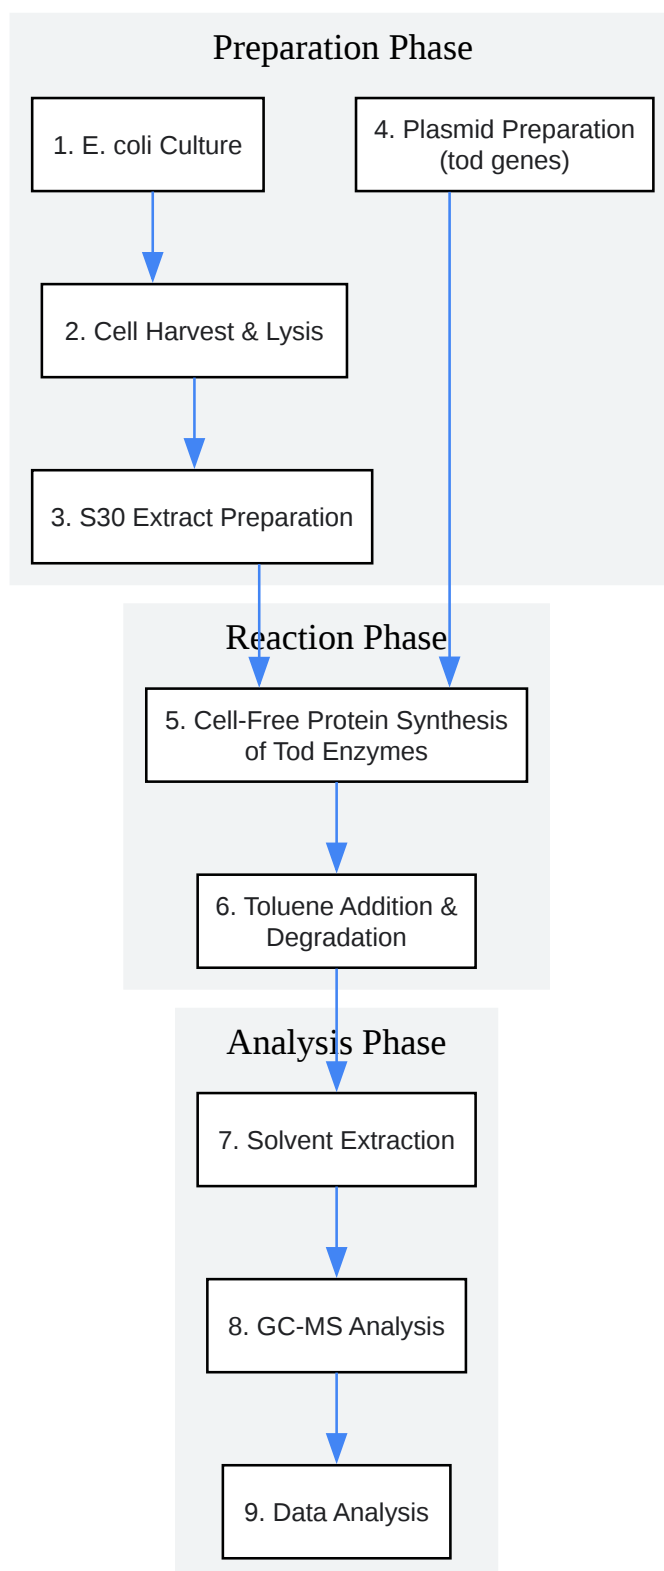 Preparation Phase
1. E. coli Culture
4. Plasmid Preparation
(tod genes)
2. Cell Harvest & Lysis
3. S30 Extract Preparation
Reaction Phase
5. Cell-Free Protein Synthesis
of Tod Enzymes
6. Toluene Addition &
Degradation
Analysis Phase
7. Solvent Extraction
8. GC-MS Analysis
9. Data Analysis